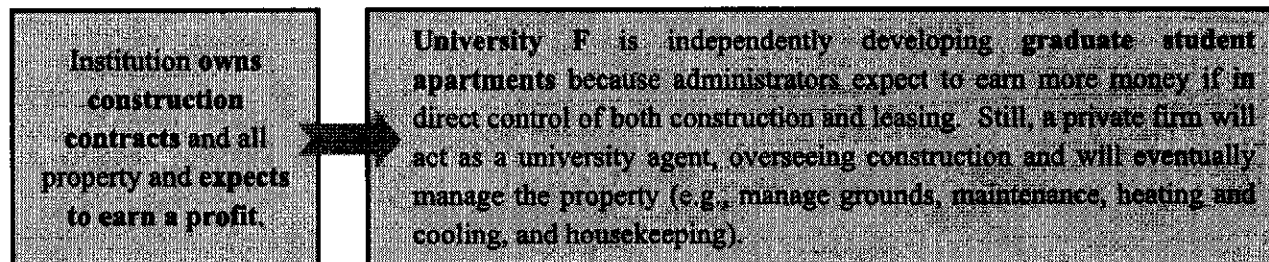 Institution owns
construction
contracts and all
property and expects
to earn a profit.
University F is independently developing graduate student
apartments because administrators expect to earn more money if in
direct control of both construction and leasing. Still, a private firm will
act as a university agent, overseeing construction and will eventually
manage the property (e.g., manage grounds, maintenance, heating and
cooling, and housekeeping).